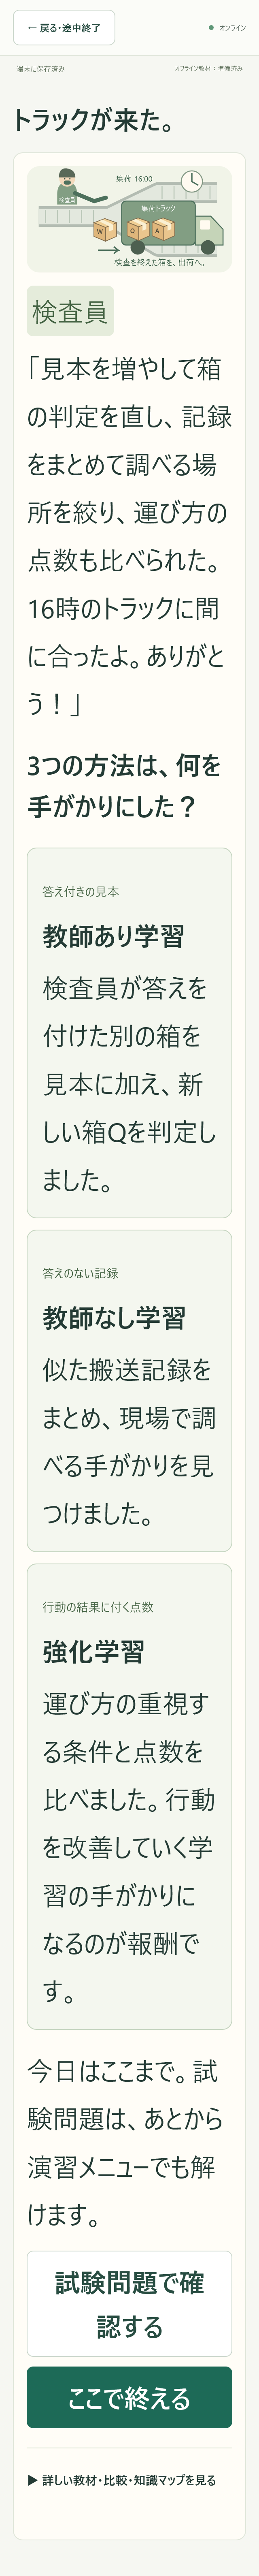 ← 戻る・途中終了
オンライン
端末に保存済み
オフライン教材：準備済み
トラックが来た。
集荷 16:00
検査員
集荷トラック
W
Q
A
検査を終えた箱を、出荷へ。
検査員
「見本を増やして箱
の判定を直し、記録
をまとめて調べる場
所を絞り、運び方の
点数も比べられた。
16時のトラックに間
に合ったよ。ありがと
う！」
3つの方法は、何を
手がかりにした？
答え付きの見本
教師あり学習
検査員が答えを
付けた別の箱を
見本に加え、新
しい箱Qを判定し
ました。
答えのない記録
教師なし学習
似た搬送記録を
まとめ、現場で調
べる手がかりを見
つけました。
行動の結果に付く点数
強化学習
運び方の重視す
る条件と点数を
比べました。行動
を改善していく学
習の手がかりに
なるのが報酬で
す。
今日はここまで。試
験問題は、あとから
演習メニューでも解
けます。
試験問題で確
認する
ここで終える
▶ 詳しい教材・比較・知識マップを見る